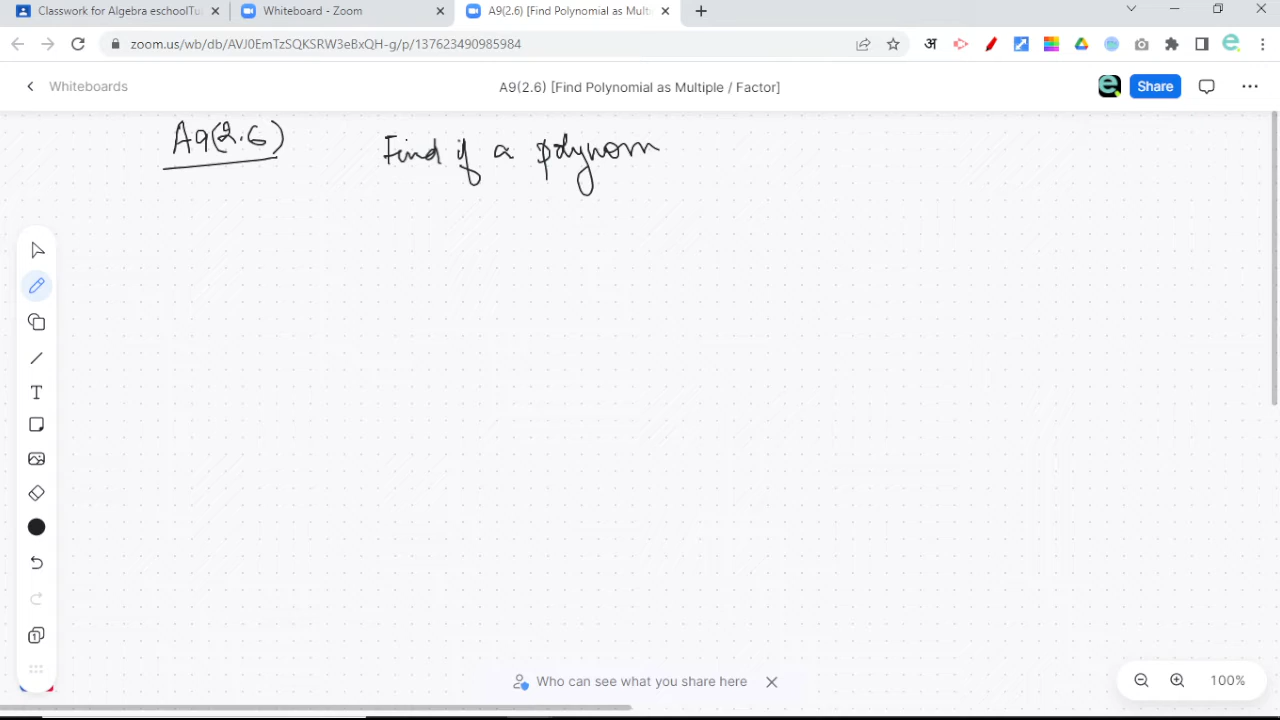 Classwork for Algebra eschoolTu
Whiteboard - Zoom
A9(2.6) [Find Polynomial as Mult
zoom.us/wb/db/AVJ0EmTzSQKSRW3eRxQH-g/p/137623490985984
अ
Whiteboards
A9(2.6) [Find Polynomial as Multiple / Factor]
Share
A9(2.6) Find if a polynom
T
Who can see what you share here
100%